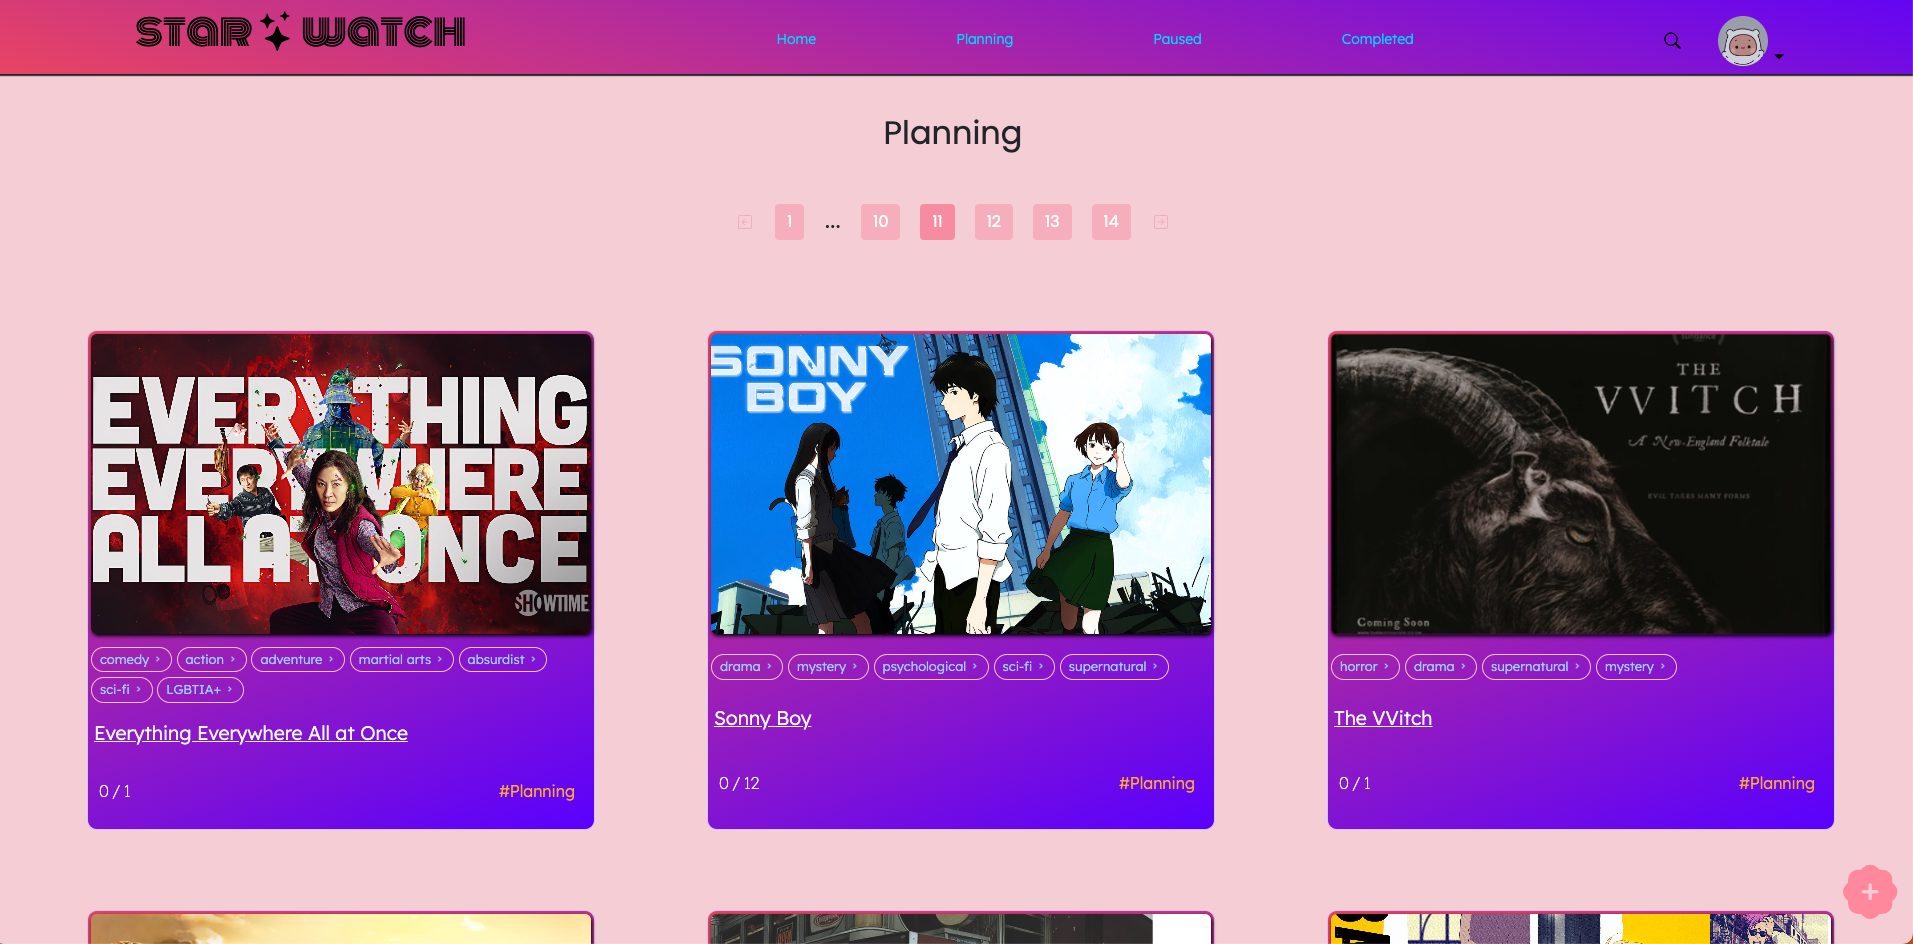 STAR WATCH
Home
Planning
Paused
Completed
Planning
1 ... 10 11 12 13 14
EVERYTHING
EVERYWHERE
ALL AT ONCE
SHOWTIME
comedy
action
adventure
martial arts
absurdist
sci-fi
LGBTIA+
Everything Everywhere All at Once
0 / 1
#Planning
SONNY
BOY
drama
mystery
psychological
sci-fi
supernatural
Sonny Boy
0 / 12
#Planning
THE
VVITCH
A New-England Folktale
EVIL TAKES MANY FORMS
Coming Soon
horror
drama
supernatural
mystery
The VVitch
0 / 1
#Planning
+